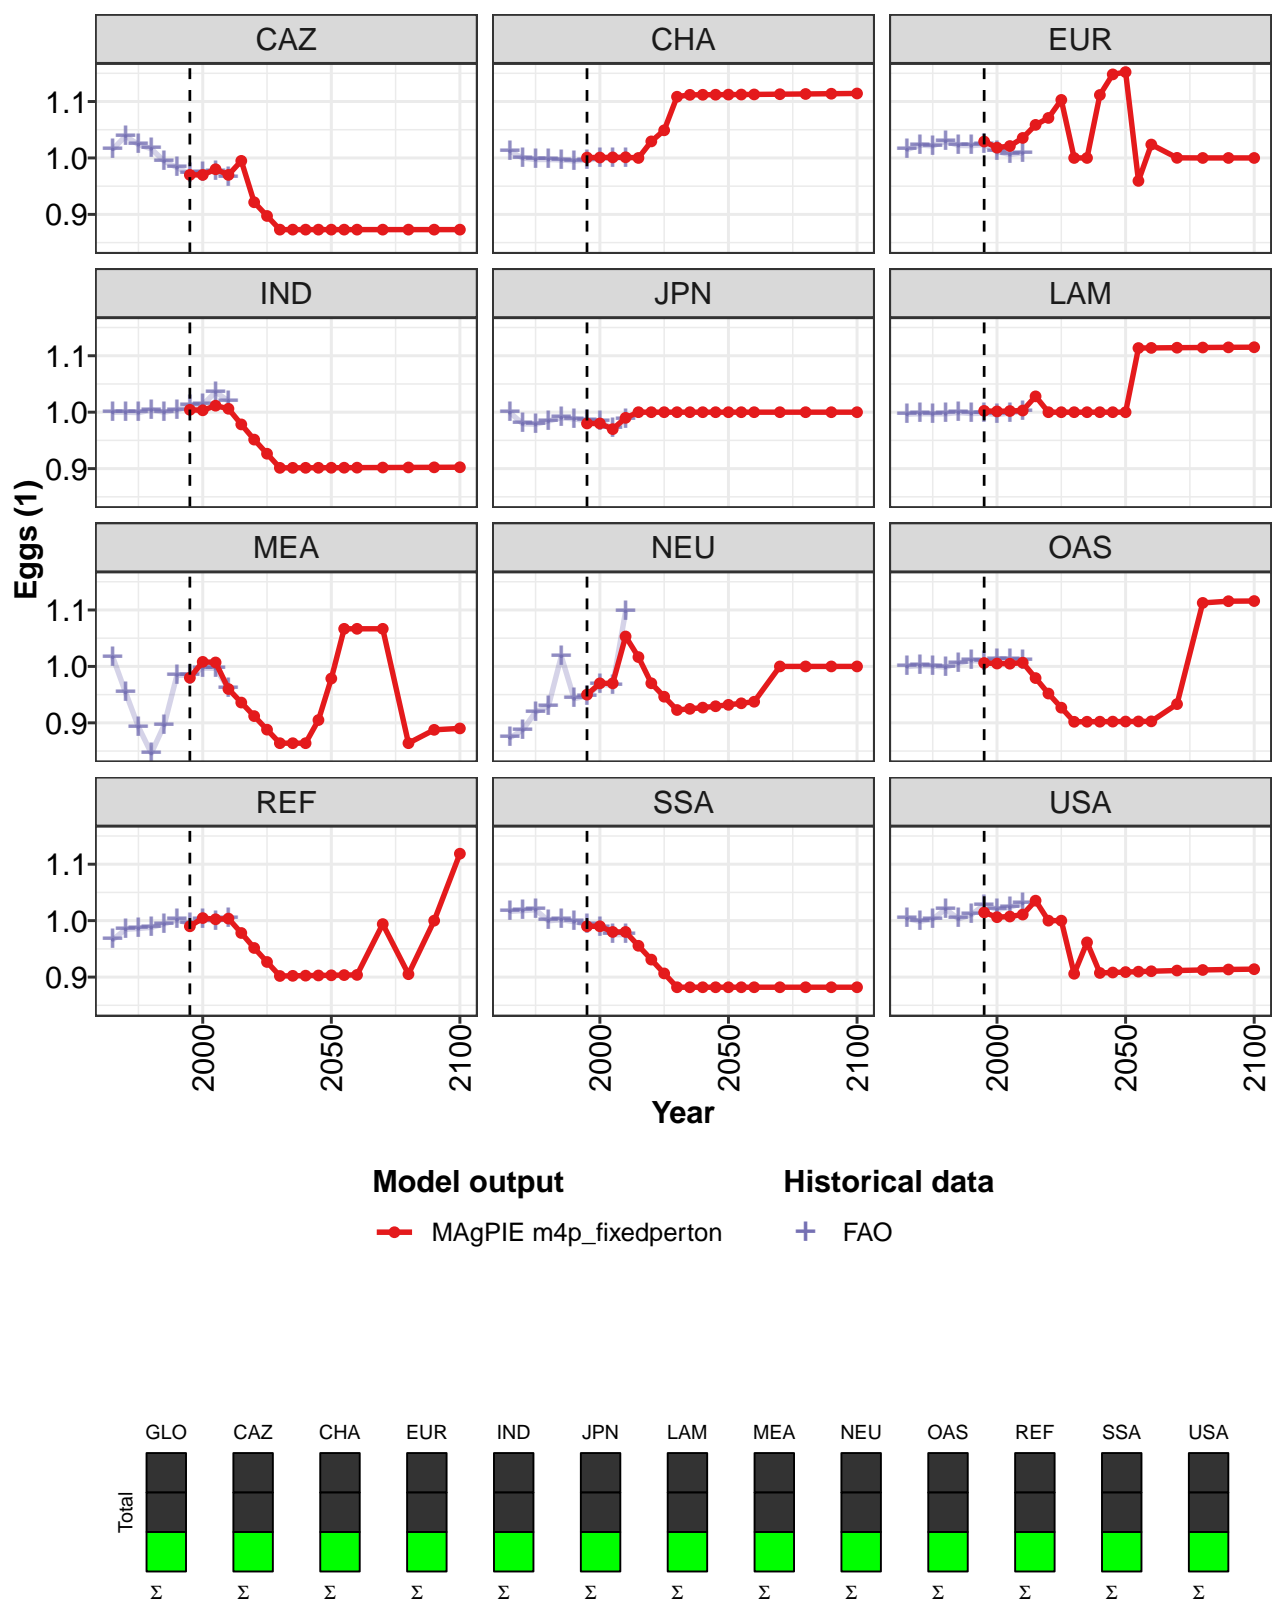 CAZ CHA EUR
1.1
1.0
0.9
IND JPN LAM
1.1
1.0
0.9
MEA NEU OAS
1.1
1.0
0.9
REF SSA USA
1.1
1.0
0.9
Eggs (1)
2000 2050 2100 2000 2050 2100 2000 2050 2100
Year
Model output Historical data
MAgPIE m4p_fixedperton FAO
GLO CAZ CHA EUR IND JPN LAM MEA NEU OAS REF SSA USA
Total
Σ Σ Σ Σ Σ Σ Σ Σ Σ Σ Σ Σ Σ